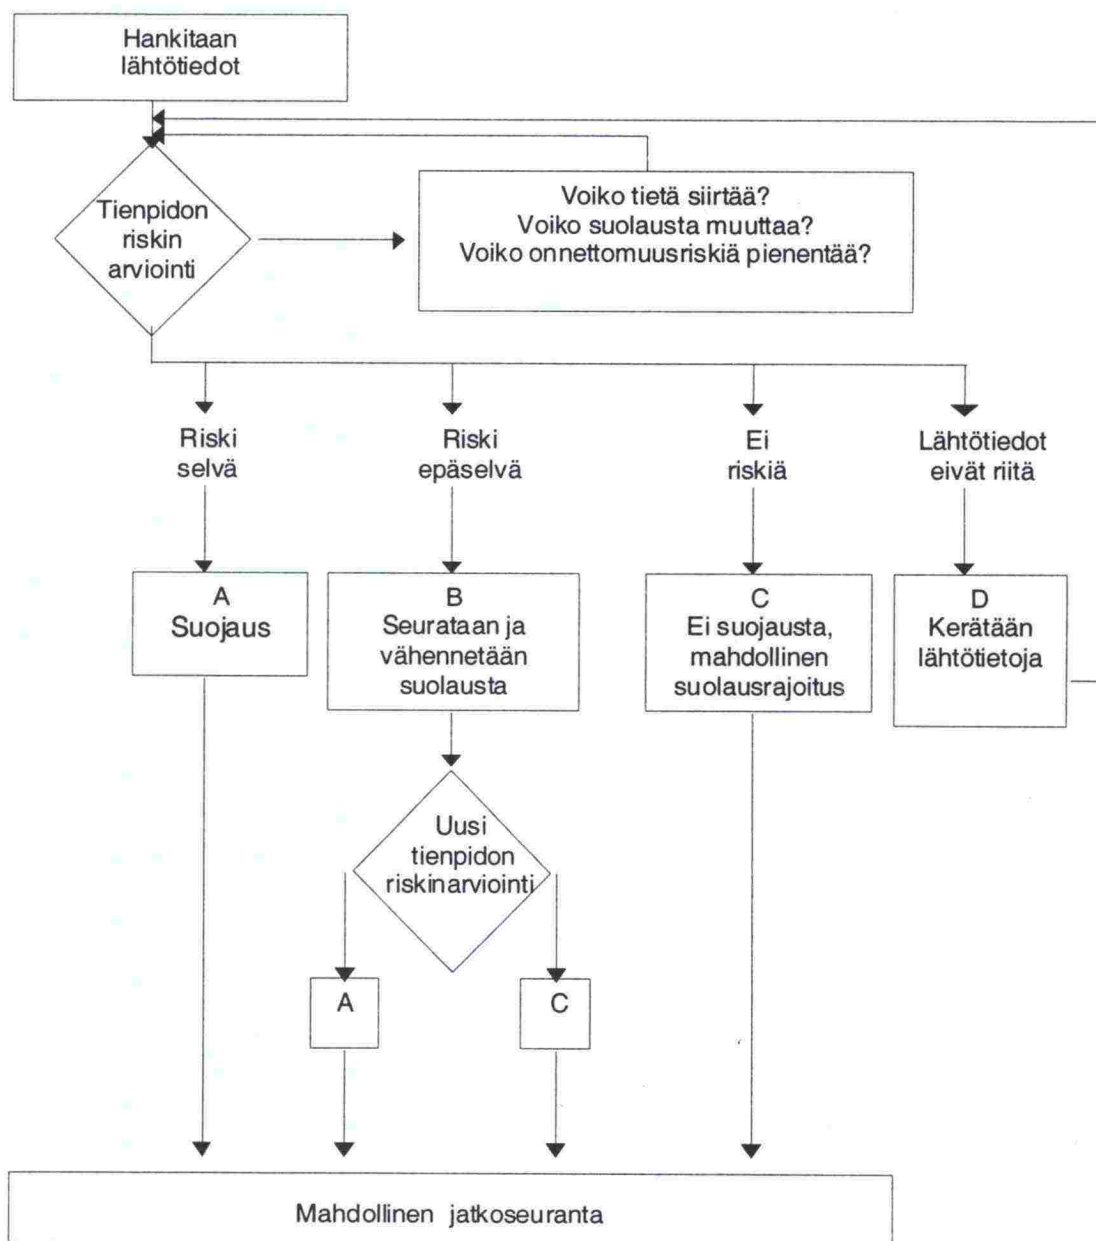 Hankitaan
lähtötiedot
Tienpidon
riskin
arviointi
Voiko tietä siirtää?
Voiko suolausta muuttaa?
Voiko onnettomuusriskiä pienentää?
Riski
selvä
Riski
epäselvä
Ei
riskiä
Lähtötiedot
eivät riitä
A
Suojaus
B
Seurataan ja
vähennetään
suolausta
C
Ei suojausta,
mahdollinen
suolausrajoitus
D
Kerätään
lähtötietoja
Uusi
tienpidon
riskinarviointi
A
C
Mahdollinen jatkoseuranta